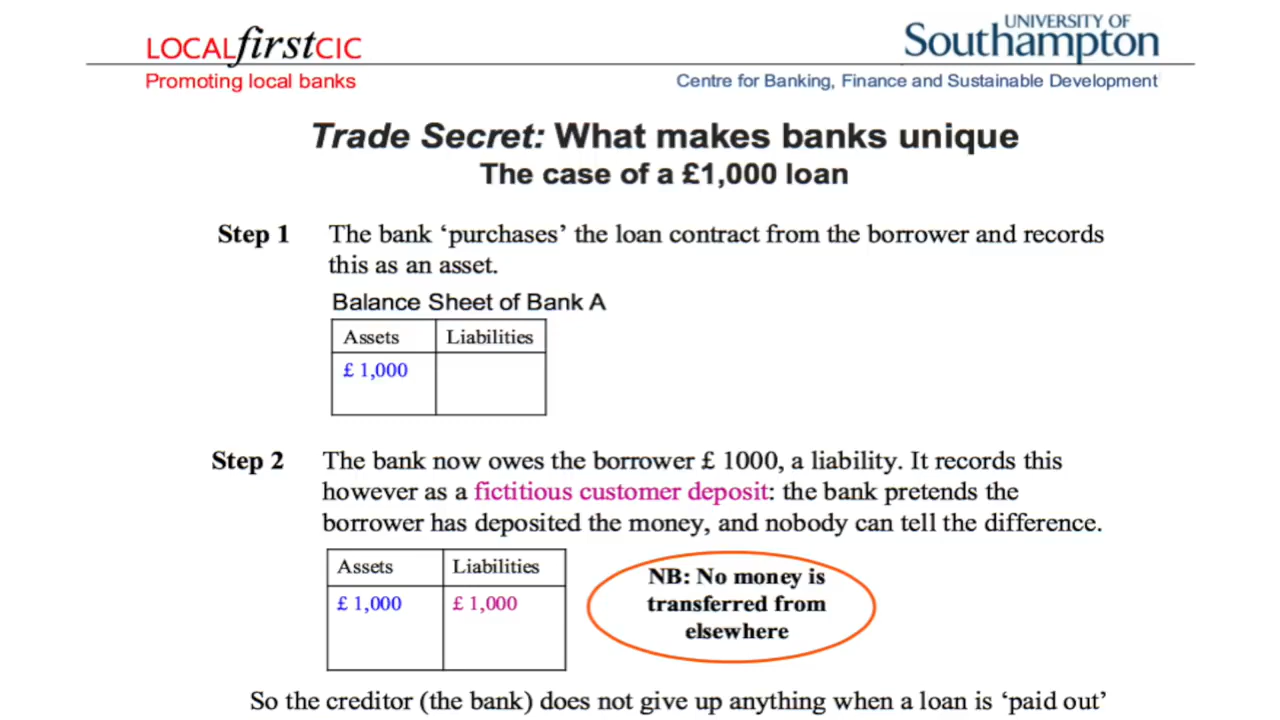 LOCALfirstCIC
Promoting local banks
UNIVERSITY OF
Southampton
Centre for Banking, Finance and Sustainable Development
Trade Secret: What makes banks unique
The case of a £1,000 loan
Step 1 The bank ‘purchases’ the loan contract from the borrower and records
this as an asset.
Balance Sheet of Bank A
Assets Liabilities
£ 1,000
Step 2 The bank now owes the borrower £ 1000, a liability. It records this
however as a fictitious customer deposit: the bank pretends the
borrower has deposited the money, and nobody can tell the difference.
Assets Liabilities
£ 1,000 £ 1,000
NB: No money is
transferred from
elsewhere
So the creditor (the bank) does not give up anything when a loan is ‘paid out’